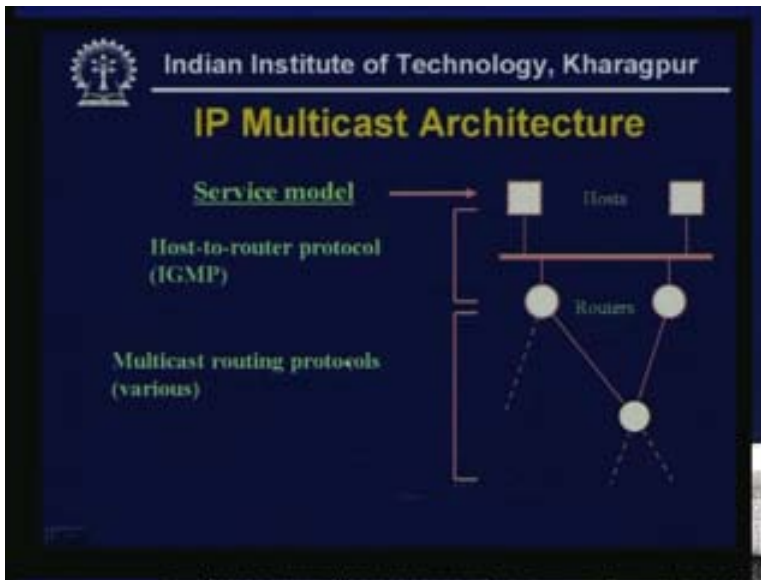 Indian Institute of Technology, Kharagpur
IP Multicast Architecture
Service model
Hosts
Host-to-router protocol
(IGMP)
Routers
Multicast routing protocols
(various)